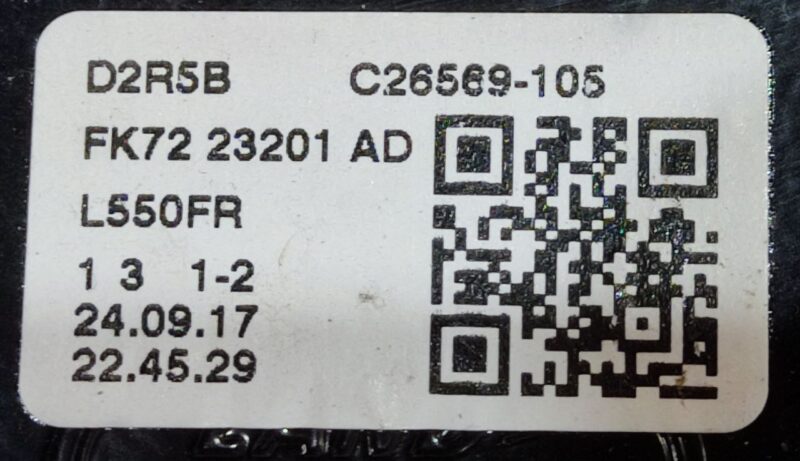 D2R5B C26569-105
FK72 23201 AD
L550FR
1 3 1-2
24.09.17
22.45.29